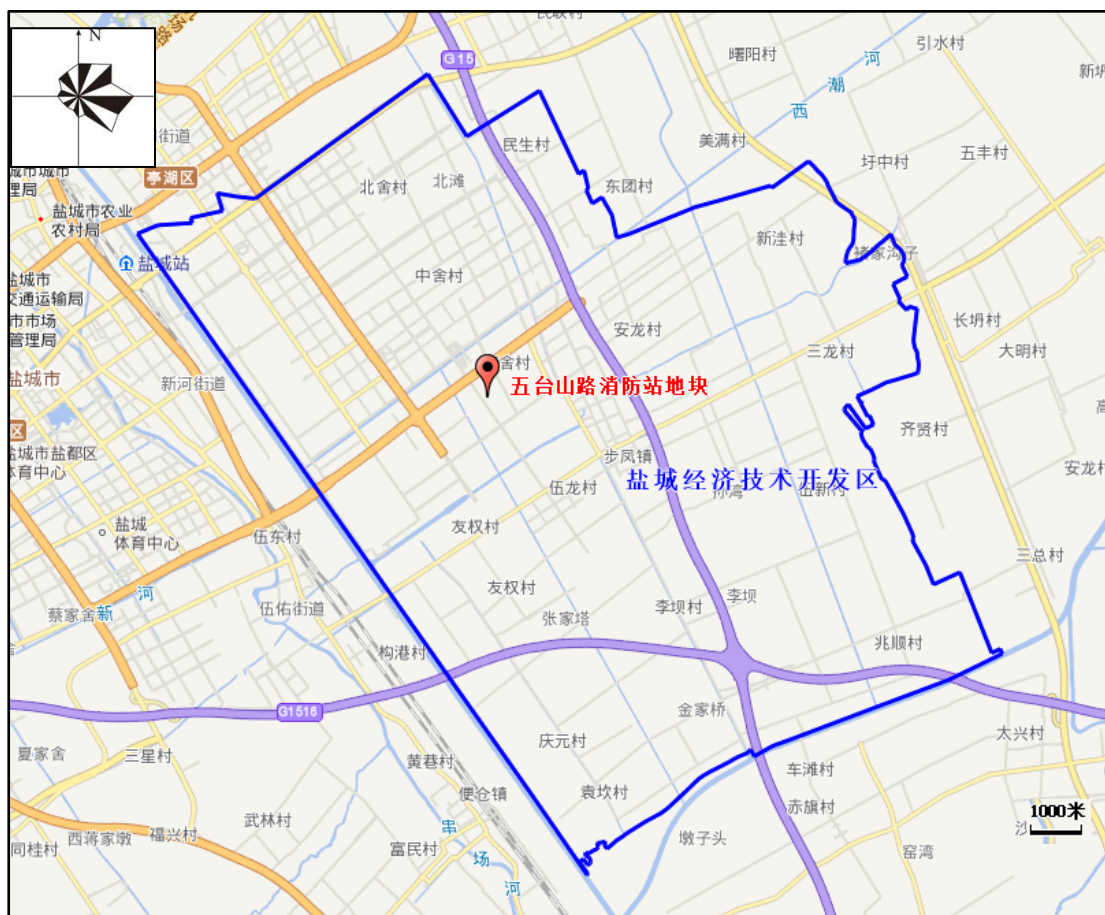 N
民联村
G15
引水村
曙阳村
河
潮
西
新坍
街道
民生村
美满村
圩中村
五丰村
亭湖区
北舍村
北滩
东团村
盐城市农业
农村局
新洼村
褚家沟子
盐城站
中舍村
盐城市
交通运输局
安龙村
长坍村
市市场
管理局
三龙村
大明村
舍村
新河街道
盐城市
五台山路消防站地块
齐贤村
盐城市盐都区
体育中心
步凤镇
安龙村
盐城经济技术开发区
伍龙村
盐城
体育中心
友权村
伍东村
三总村
友权村
李坝
蔡家舍
新
河
伍佑街道
张家墩
李坝村
兆顺村
构港村
金家桥
G1516
太兴村
夏家舍
三星村
庆元村
黄巷村
车滩村
便仓镇
袁坎村
赤旗村
1000米
武林村
西蒋家墩
福兴村
串
场
河
墩子头
同桂村
富民村
窑湾